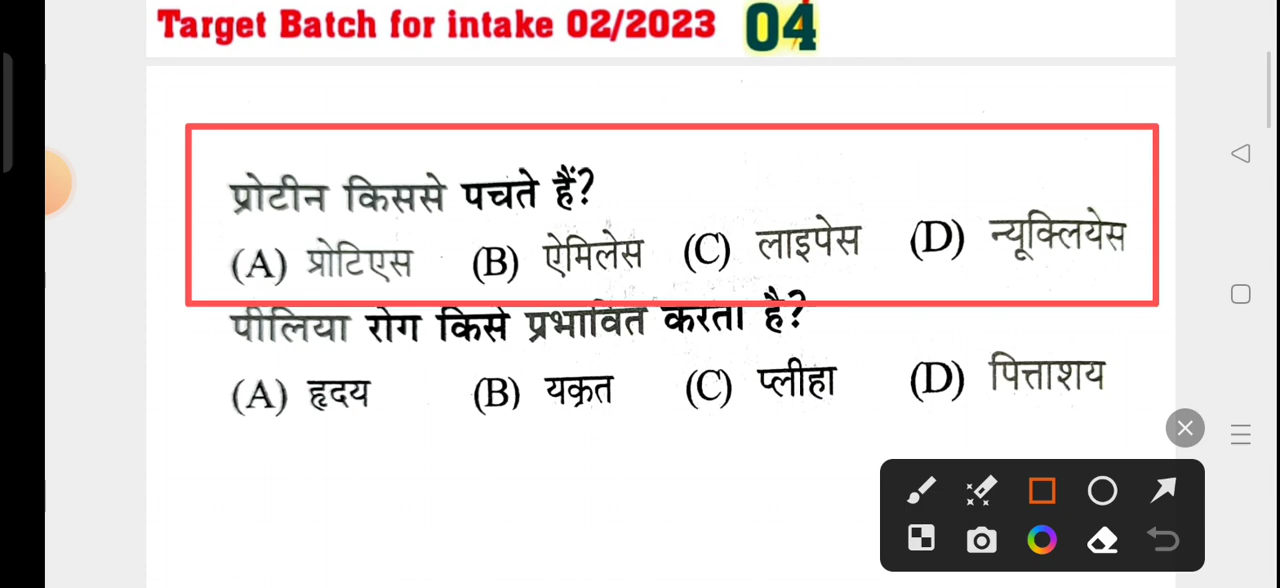 Target Batch for intake 02/2023 04
प्रोटीन किससे पचते हैं?
(A) प्रोटिएस (B) ऐमिलेस (C) लाइपेस (D) न्यूक्लियेस
पीलिया रोग किसे प्रभावित करता है?
(A) हृदय (B) यकृत (C) प्लीहा (D) पित्ताशय